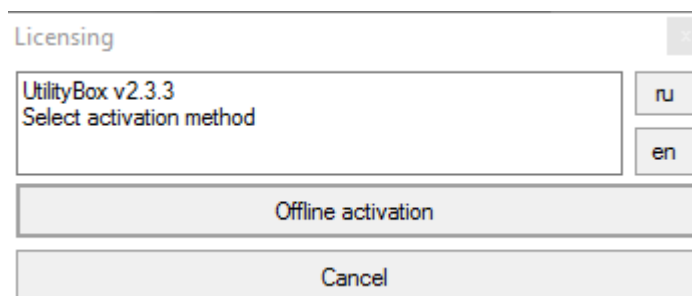 Licensing
UtilityBox v2.3.3
Select activation method
ru
en
Offline activation
Cancel